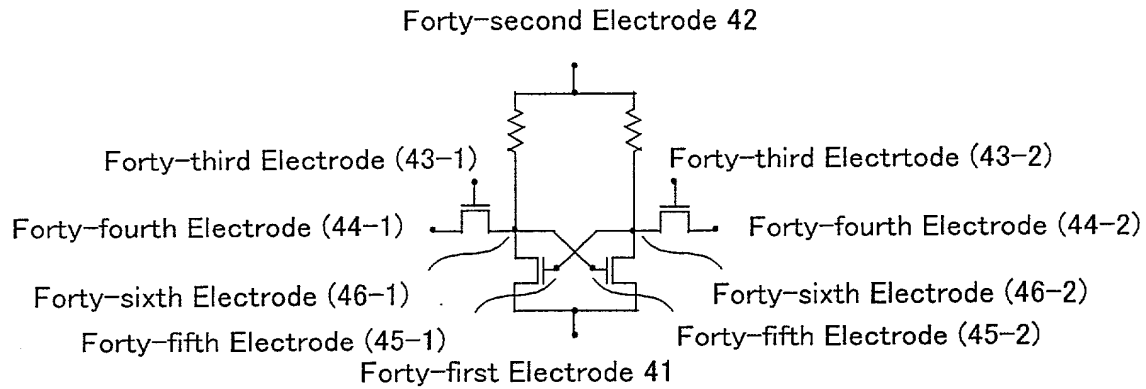 Forty-second Electrode 42
Forty-third Electrode (43-1)
Forty-third Electrtode (43-2)
Forty-fourth Electrode (44-1)
Forty-fourth Electrode (44-2)
Forty-sixth Electrode (46-1)
Forty-sixth Electrode (46-2)
Forty-fifth Electrode (45-1)
Forty-fifth Electrode (45-2)
Forty-first Electrode 41